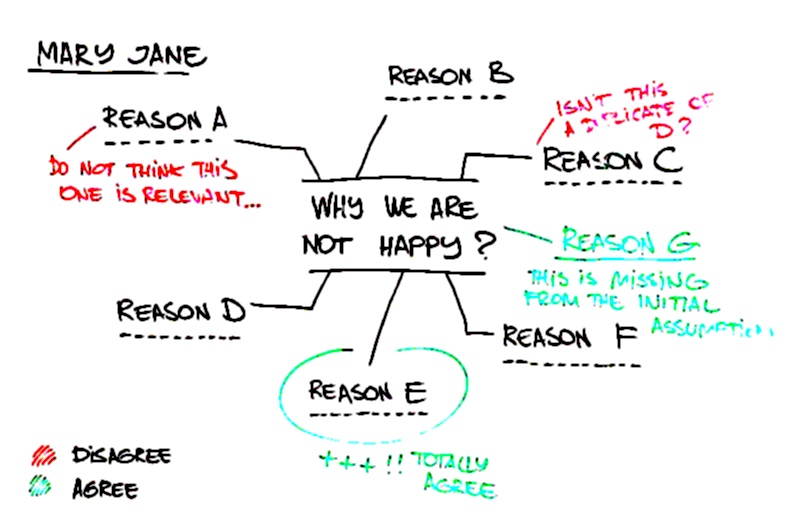 MARY JANE
REASON B
REASON A
ISN'T THIS
A DUPLICATE OF
D?
REASON C
DO NOT THINK THIS
ONE IS RELEVANT...
WHY WE ARE
NOT HAPPY?
REASON G
THIS IS MISSING
FROM THE INITIAL
ASSUMPTION
REASON D
REASON F
REASON E
+++!! TOTALLY
AGREE
DISAGREE
AGREE